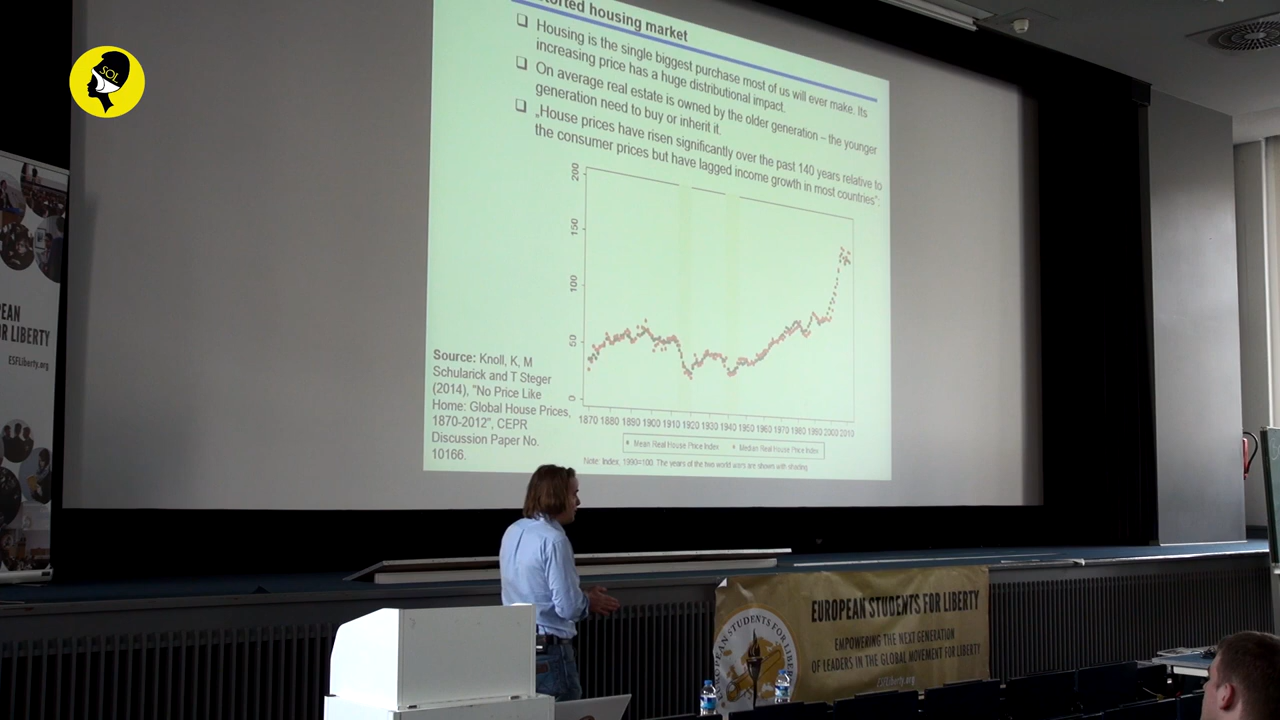 SOL
storted housing market
❑ Housing is the single biggest purchase most of us will ever make. Its
increasing price has a huge distributional impact.
❑ On average real estate is owned by the older generation – the younger
generation need to buy or inherit it.
❑ „House prices have risen significantly over the past 140 years relative to
the consumer prices but have lagged income growth in most countries":
200
150
100
50
0
1870 1880 1890 1900 1910 1920 1930 1940 1950 1960 1970 1980 1990 2000 2010
Mean Real House Price Index
Median Real House Price Index
Note: Index, 1990=100. The years of the two world wars are shown with shading
Source: Knoll, K, M
Schularick and T Steger
(2014), "No Price Like
Home: Global House Prices,
1870-2012", CEPR
Discussion Paper No.
10166.
PEAN
R LIBERTY
ESFLiberty.org
EUROPEAN STUDENTS FOR LIBERTY
EMPOWERING THE NEXT GENERATION
OF LEADERS IN THE GLOBAL MOVEMENT FOR LIBERTY
ESFLiberty.org
EUROPEAN STUDENTS FOR LIBERTY